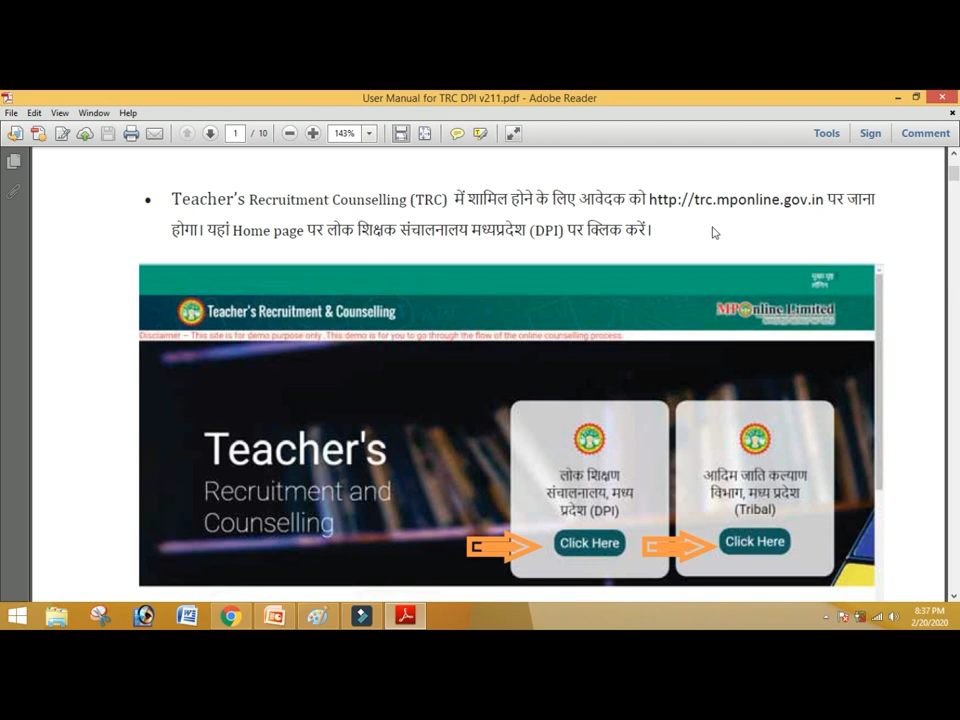 User Manual for TRC DPI v211.pdf - Adobe Reader
File Edit View Window Help
1 / 10 143% Tools Sign Comment
• Teacher's Recruitment Counselling (TRC) में शामिल होने के लिए आवेदक को http://trc.mponline.gov.in पर जाना
होगा। यहां Home page पर लोक शिक्षक संचालनालय मध्यप्रदेश (DPI) पर क्लिक करें।
मुख्य पृष्ठ
लॉगिन
Teacher's Recruitment & Counselling
MPOnline Limited
Disclaimer -- This site is for demo purpose only. This demo is for you to go through the flow of the online counselling process.
Teacher's
Recruitment and
Counselling
लोक शिक्षण
संचालनालय, मध्य
प्रदेश (DPI)
Click Here
आदिम जाति कल्याण
विभाग, मध्य प्रदेश
(Tribal)
Click Here
8:37 PM
2/20/2020